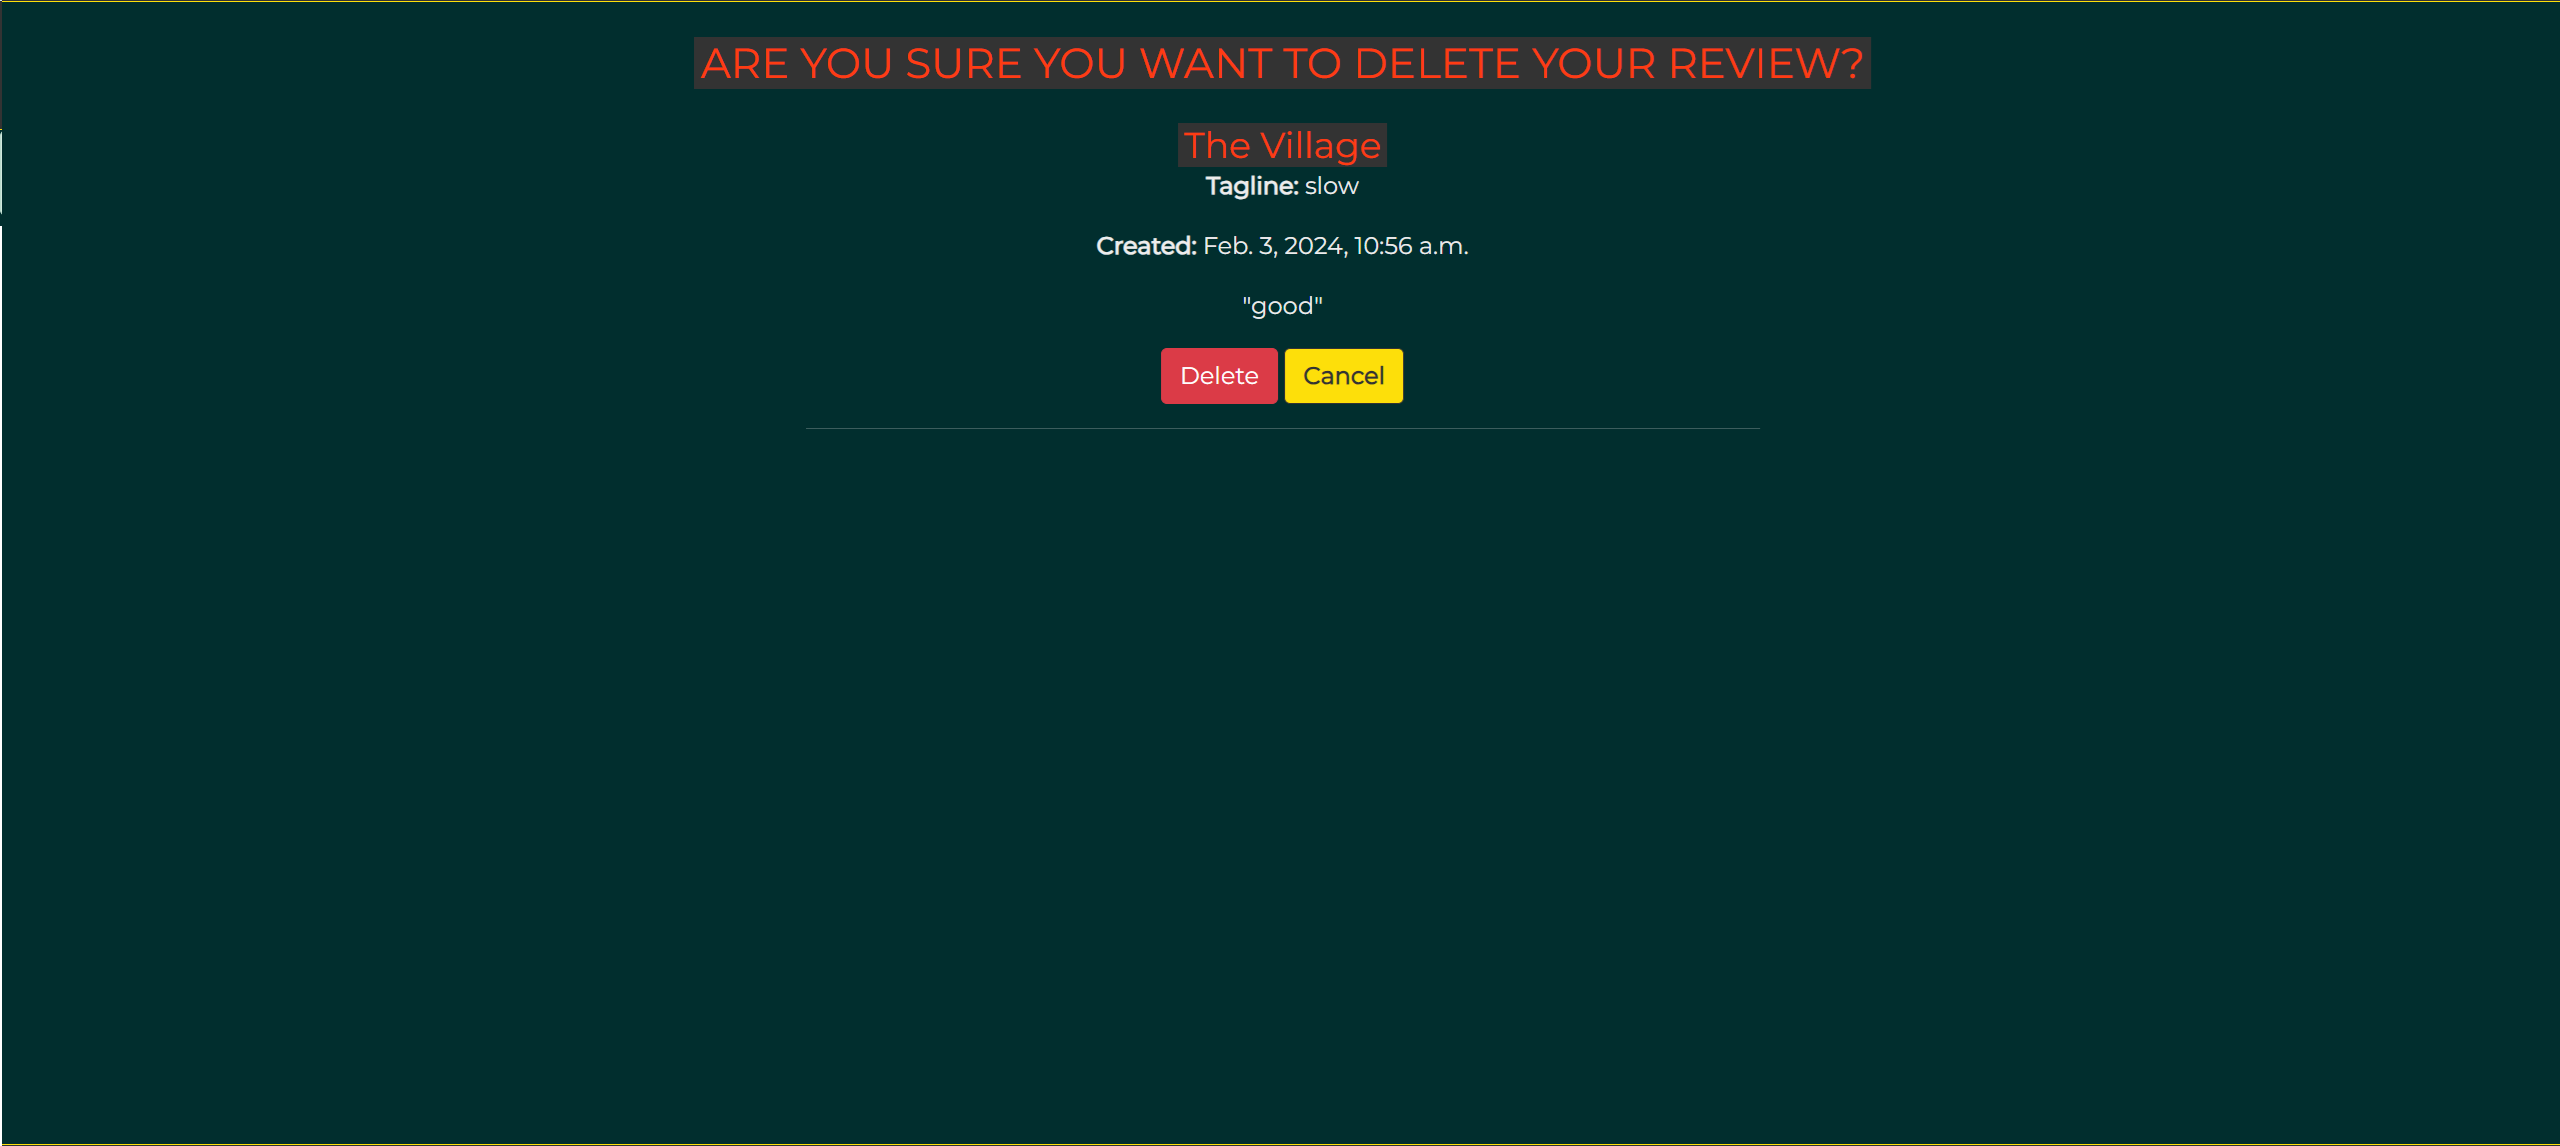 ARE YOU SURE YOU WANT TO DELETE YOUR REVIEW?
The Village
Tagline: slow
Created: Feb. 3, 2024, 10:56 a.m.
"good"
Delete Cancel